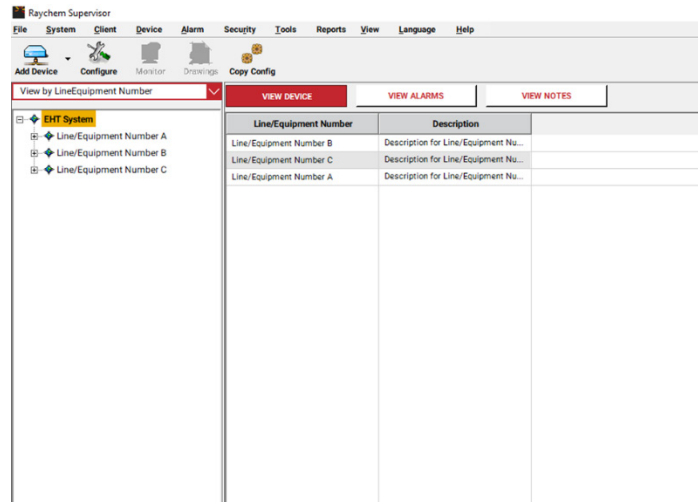 Raychem Supervisor
File System Client Device Alarm Security Tools Reports View Language Help
Add Device Configure Monitor Drawings Copy Config
View by LineEquipment Number
VIEW DEVICE VIEW ALARMS VIEW NOTES
EHT System
Line/Equipment Number A
Line/Equipment Number B
Line/Equipment Number C
Line/Equipment Number Description
Line/Equipment Number B Description for Line/Equipment Nu...
Line/Equipment Number C Description for Line/Equipment Nu...
Line/Equipment Number A Description for Line/Equipment Nu...